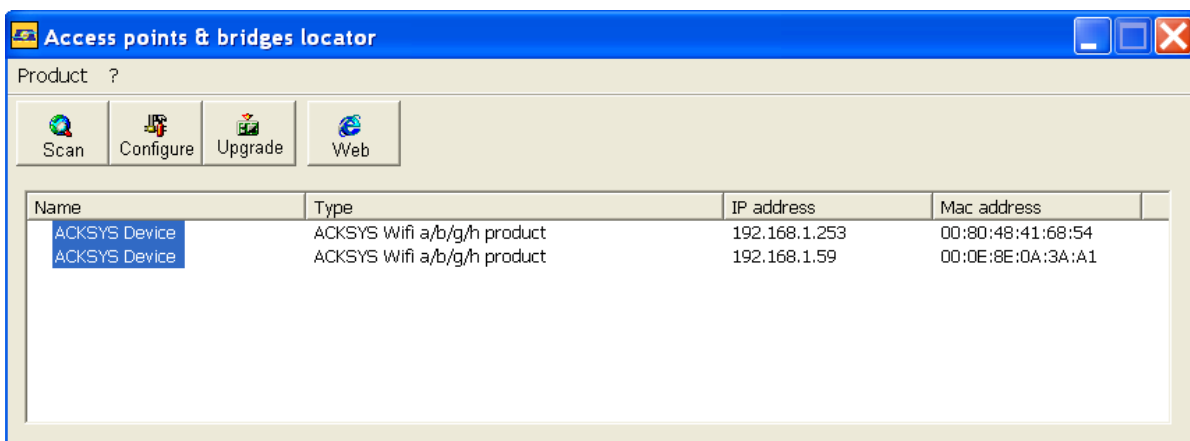 Access points & bridges locator
Product ?
Scan Configure Upgrade Web
Name Type IP address Mac address
ACKSYS Device ACKSYS Wifi a/b/g/h product 192.168.1.253 00:80:48:41:68:54
ACKSYS Device ACKSYS Wifi a/b/g/h product 192.168.1.59 00:0E:8E:0A:3A:A1